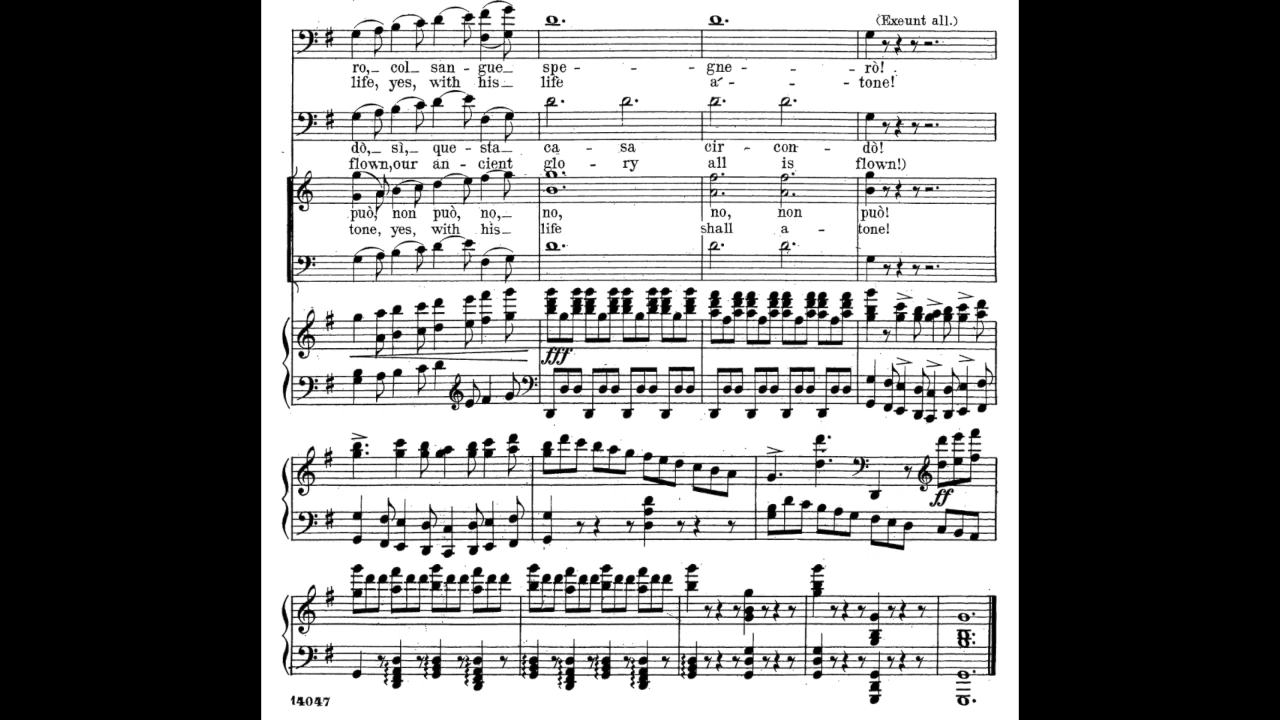 (Exeunt all.)
ro, col san - gue spe - - gne - - rò!
life, yes, with his life a - - - tone!
dò, sì, que - sta ca - sa cir - con - dò!
flown, our an - cient glo - ry all is flown!)
può, non può, no, no, no, non può!
tone, yes, with his life shall a - tone!
fff
ff
14047